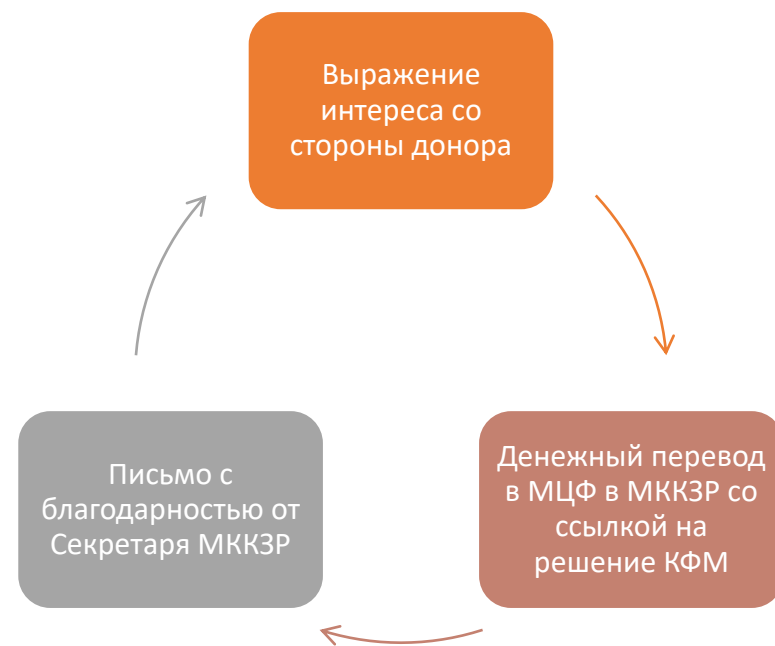 Выражение
интереса со
стороны донора
Денежный перевод
в МЦФ в МККЗР со
ссылкой на
решение КФМ
Письмо с
благодарностью от
Секретаря МККЗР